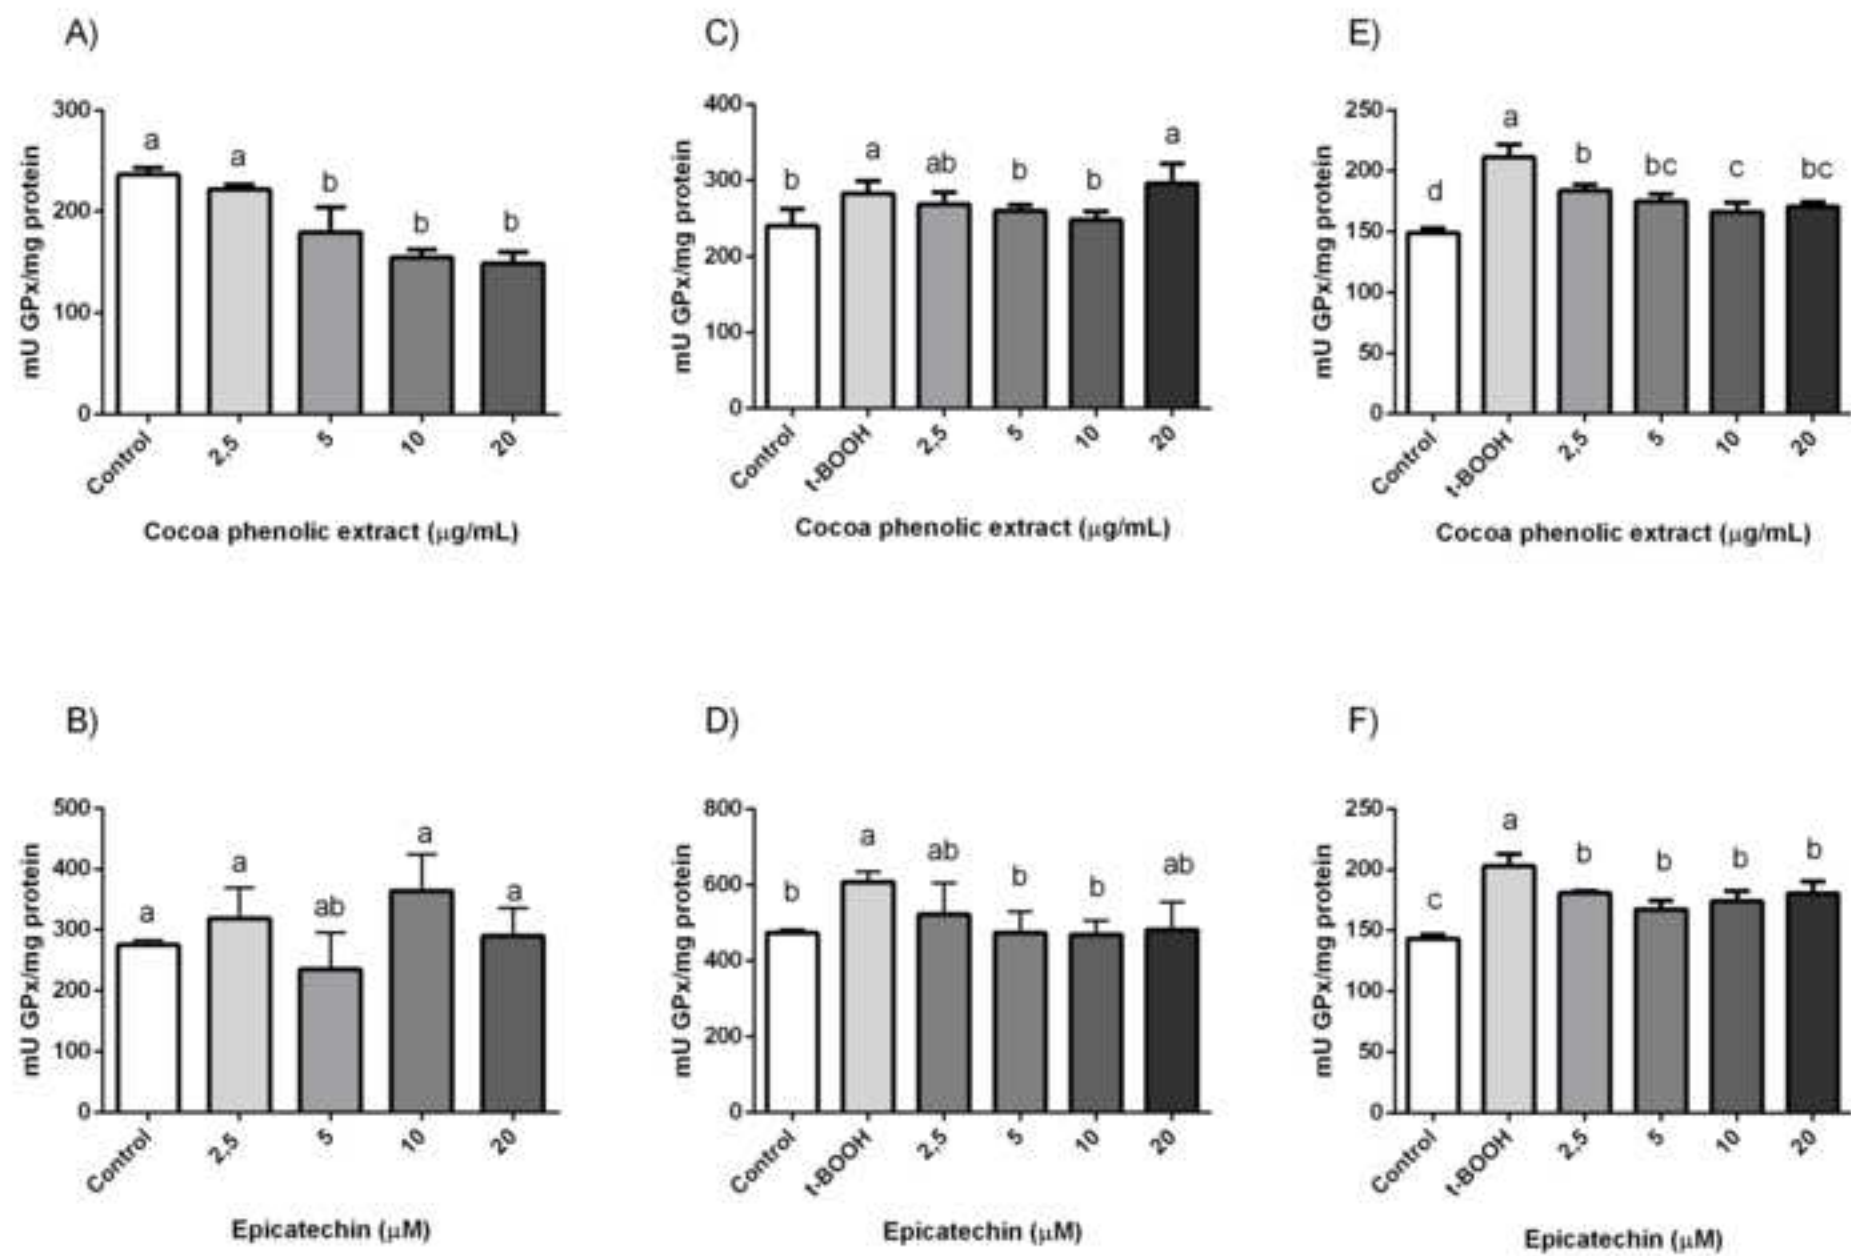 A)
mU GPx/mg protein
300
200
100
0
a
a
b
b
b
Control
2,5
5
10
20
Cocoa phenolic extract (µg/mL)
C)
mU GPx/mg protein
400
300
200
100
0
b
a
ab
b
b
a
Control
t-BOOH
2,5
5
10
20
Cocoa phenolic extract (µg/mL)
E)
mU GPx/mg protein
250
200
150
100
50
0
d
a
b
bc
c
bc
Control
t-BOOH
2,5
5
10
20
Cocoa phenolic extract (µg/mL)
B)
mU GPx/mg protein
500
400
300
200
100
0
a
a
ab
a
a
Control
2,5
5
10
20
Epicatechin (µM)
D)
mU GPx/mg protein
800
600
400
200
0
b
a
ab
b
b
ab
Control
t-BOOH
2,5
5
10
20
Epicatechin (µM)
F)
mU GPx/mg protein
250
200
150
100
50
0
c
a
b
b
b
b
Control
t-BOOH
2,5
5
10
20
Epicatechin (µM)